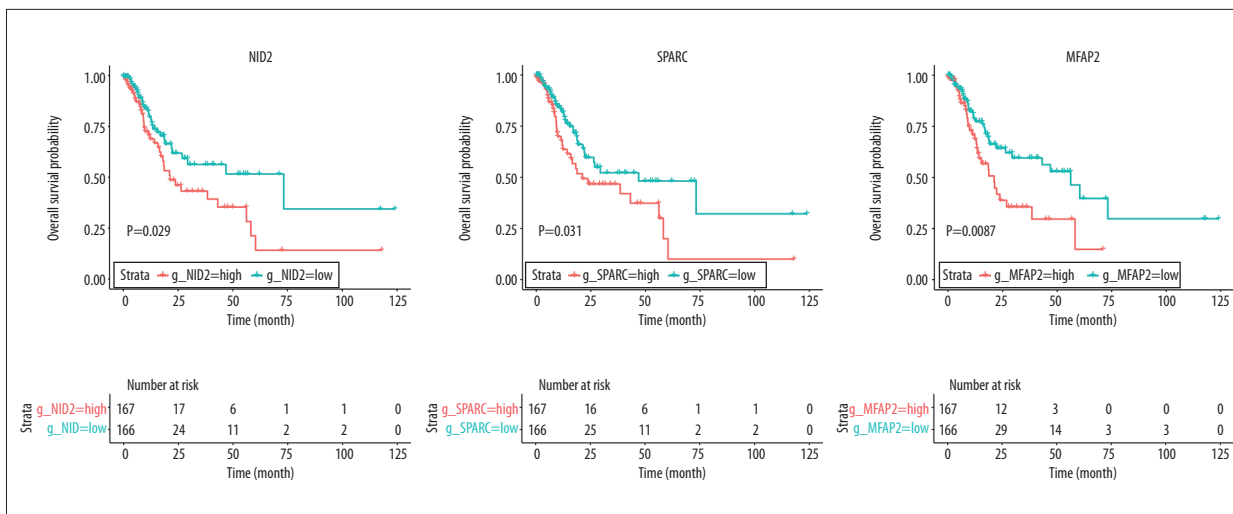 NID2
1.00
0.75
0.50
0.25
0.00
Overall survial probability
P=0.029
Strata g_NID2=high g_NID2=low
0 25 50 75 100 125
Time (month)
SPARC
1.00
0.75
0.50
0.25
0.00
Overall survial probability
P=0.031
Strata g_SPARC=high g_SPARC=low
0 25 50 75 100 125
Time (month)
MFAP2
1.00
0.75
0.50
0.25
0.00
Overall survial probability
P=0.0087
Strata g_MFAP2=high g_MFAP2=low
0 25 50 75 100 125
Time (month)
Number at risk
Strata
g_NID2=high 167 17 6 1 1 0
g_NID=low 166 24 11 2 2 0
0 25 50 75 100 125
Time (month)
Number at risk
Strata
g_SPARC=high 167 16 6 1 1 0
g_SPARC=low 166 25 11 2 2 0
0 25 50 75 100 125
Time (month)
Number at risk
Strata
g_MFAP2=high 167 12 3 0 0 0
g_MFAP2=low 166 29 14 3 3 0
0 25 50 75 100 125
Time (month)